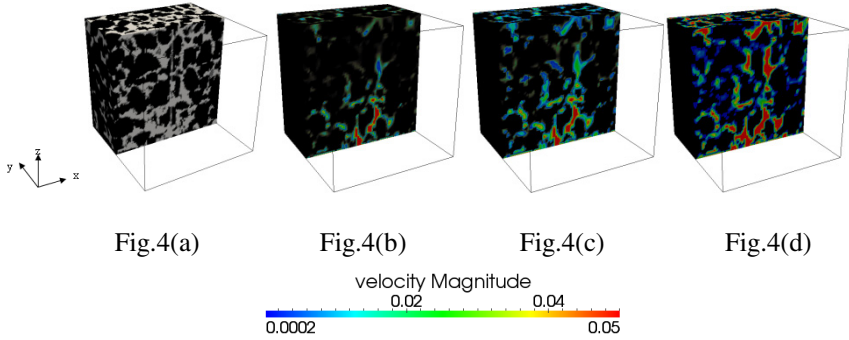 z
y
x
Fig.4(a)
Fig.4(b)
Fig.4(c)
Fig.4(d)
velocity Magnitude
0.02
0.04
0.0002
0.05